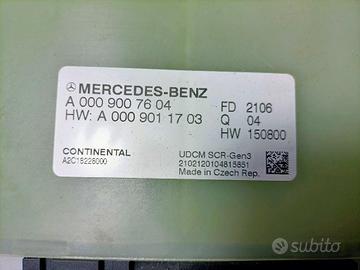 MERCEDES-BENZ
A 000 900 76 04 FD 2106
HW: A 000 901 17 03 Q 04
HW 150800
CONTINENTAL UDCM SCR-Gen3
A2C18228000 2102120104815851
Made in Czech Rep.
subito